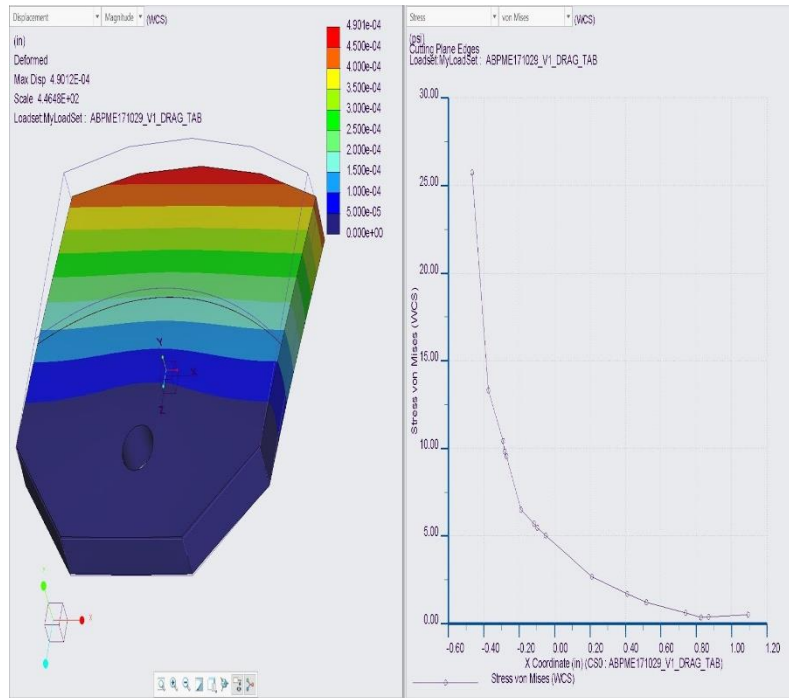 Displacement Magnitude (WCS)
(in)
Deformed
Max Disp 4.9012E-04
Scale 4.4648E+02
Loadset:MyLoadSet : ABPME171029_V1_DRAG_TAB
4.901e-04
4.500e-04
4.000e-04
3.500e-04
3.000e-04
2.500e-04
2.000e-04
1.500e-04
1.000e-04
5.000e-05
0.000e+00
Y
X
Z
Y
X
Stress von Mises (WCS)
(psi)
Cutting Plane Edges
Loadset:MyLoadSet : ABPME171029_V1_DRAG_TAB
30.00
25.00
20.00
15.00
10.00
5.00
0.00
Stress von Mises (WCS)
-0.60 -0.40 -0.20 0.00 0.20 0.40 0.60 0.80 1.00 1.20
X Coordinate (in) (CS0 : ABPME171029_V1_DRAG_TAB)
Stress von Mises (WCS)